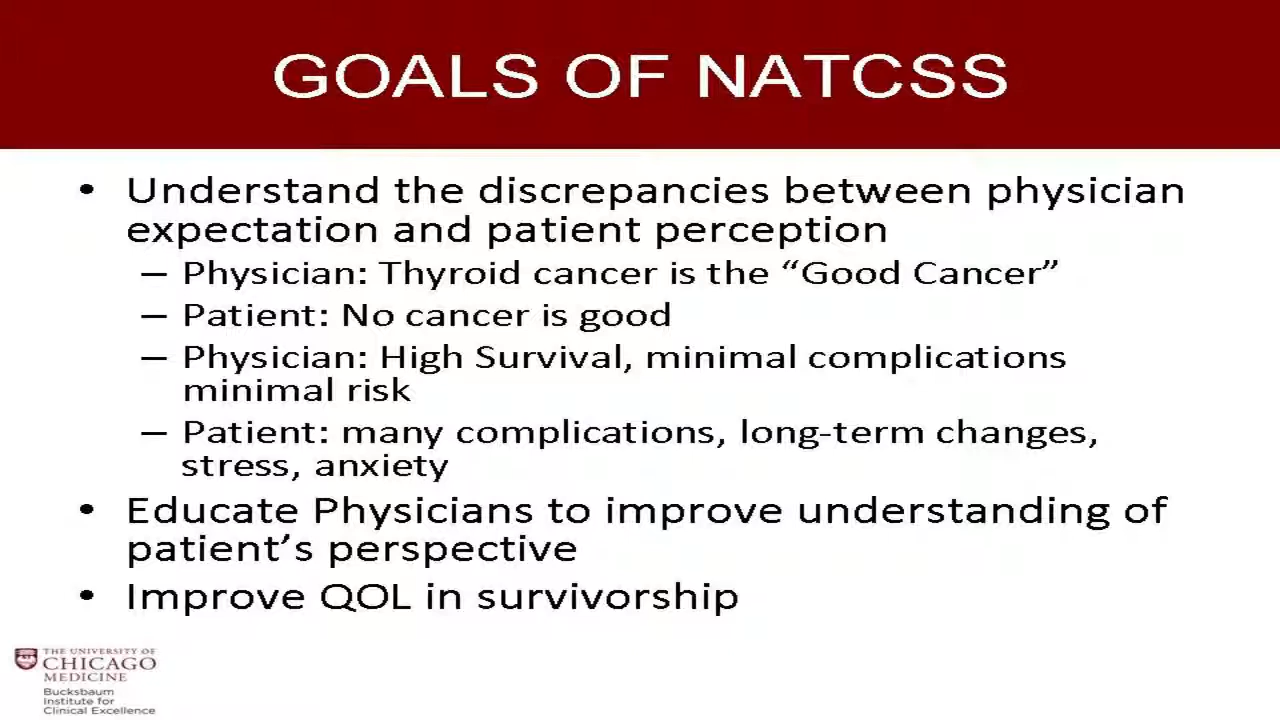 GOALS OF NATCSS
• Understand the discrepancies between physician
expectation and patient perception
– Physician: Thyroid cancer is the “Good Cancer”
– Patient: No cancer is good
– Physician: High Survival, minimal complications
minimal risk
– Patient: many complications, long-term changes,
stress, anxiety
• Educate Physicians to improve understanding of
patient’s perspective
• Improve QOL in survivorship
THE UNIVERSITY OF
CHICAGO
MEDICINE
Bucksbaum
Institute for
Clinical Excellence